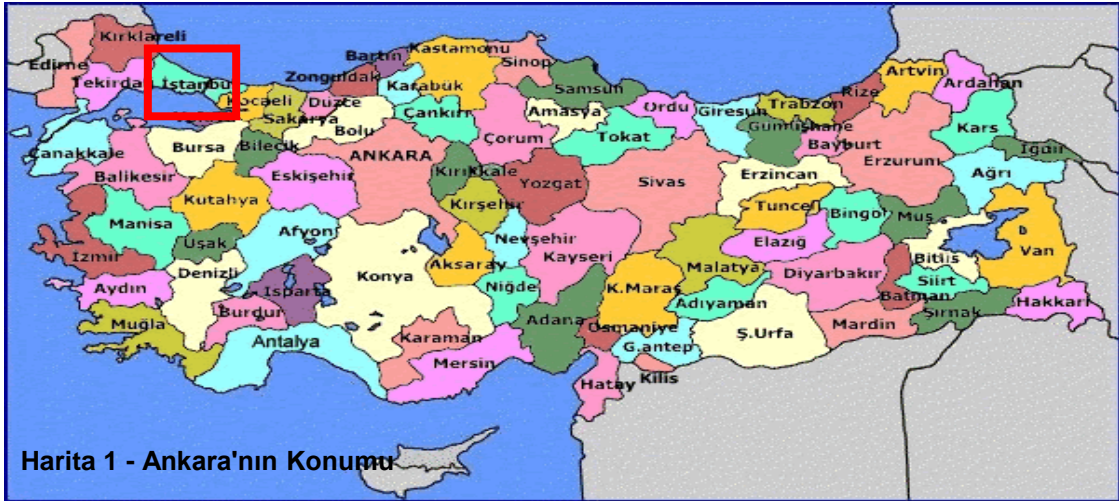 Kırklareli
Edirne
Tekirda
İstanbu
Kocaeli
Sakarya
Düzce
Zonguldak
Bartın
Karabük
Kastamonu
Sinop
Samsun
Ordu
Giresun
Trabzon
Rize
Artvin
Ardahan
Kars
Iğdır
Ağrı
Erzurum
Bayburt
Gümüşhane
Tokat
Amasya
Çorum
Çankırı
Bolu
Bilecik
Bursa
Çanakkale
Balikesir
Kutahya
Eskişehir
ANKARA
Kırıkkale
Yozgat
Sivas
Erzincan
Tunceli
Bingöl
Muş
Bitlis
Van
Hakkari
Şırnak
Siirt
Batman
Mardin
Diyarbakır
Elazığ
Malatya
Adıyaman
Ş.Urfa
G.antep
Kilis
Hatay
Osmaniye
K.Maraş
Kayseri
Nevşehir
Kırşehir
Aksaray
Niğde
Adana
Mersin
Karaman
Konya
Afyon
Uşak
Manisa
İzmir
Aydın
Denizli
Muğla
Burdur
Isparta
Antalya
Harita 1 - Ankara'nın Konumu